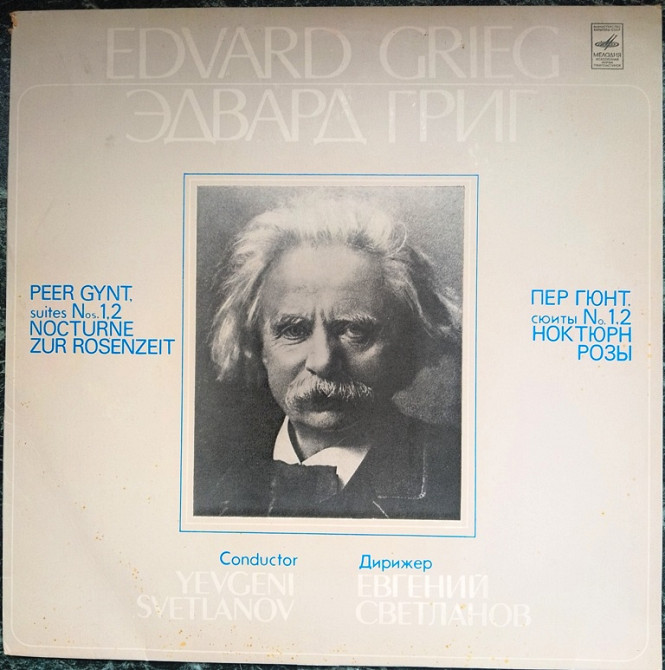 EDVARD GRIEG
МЕЛОДИЯ
ЭДВАРД ГРИГ
PEER GYNT.
suites Nos.1,2
NOCTURNE
ZUR ROSENZEIT
ПЕР ГЮНТ.
сюиты No.1.2
НОКТЮРН
РОЗЫ
Conductor
YEVGENI
SVETLANOV
Дирижер
ЕВГЕНИЙ
СВЕТЛАНОВ